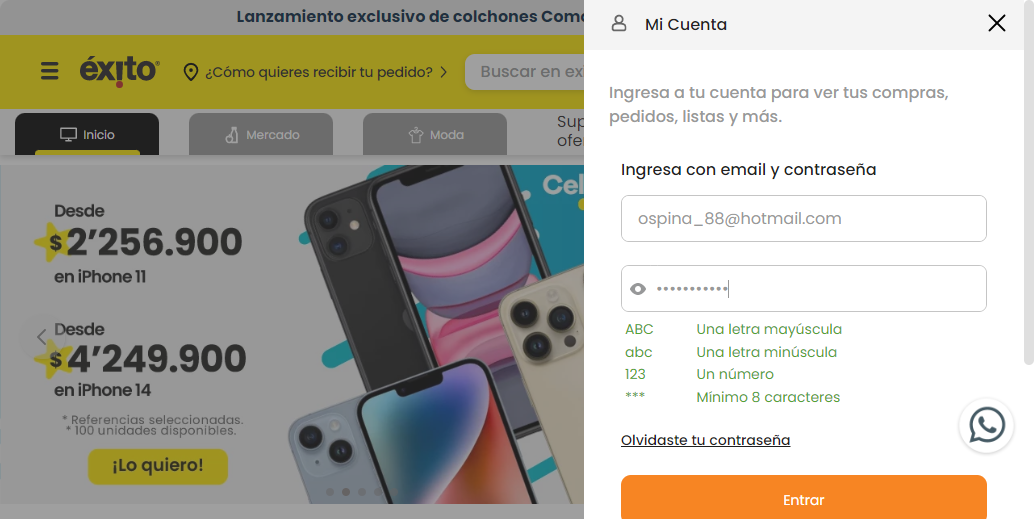 Lanzamiento exclusivo de colchones Como
éxito
¿Cómo quieres recibir tu pedido?
Buscar en ex
Inicio
Mercado
Moda
Sup
ofer
Desde
$2’256.900
en iPhone 11
Desde
$4’249.900
en iPhone 14
* Referencias seleccionadas.
* 100 unidades disponibles.
¡Lo quiero!
Cel
Mi Cuenta
Ingresa a tu cuenta para ver tus compras,
pedidos, listas y más.
Ingresa con email y contraseña
ospina_88@hotmail.com
•••••••••••
ABC Una letra mayúscula
abc Una letra minúscula
123 Un número
*** Mínimo 8 caracteres
Olvidaste tu contraseña
Entrar